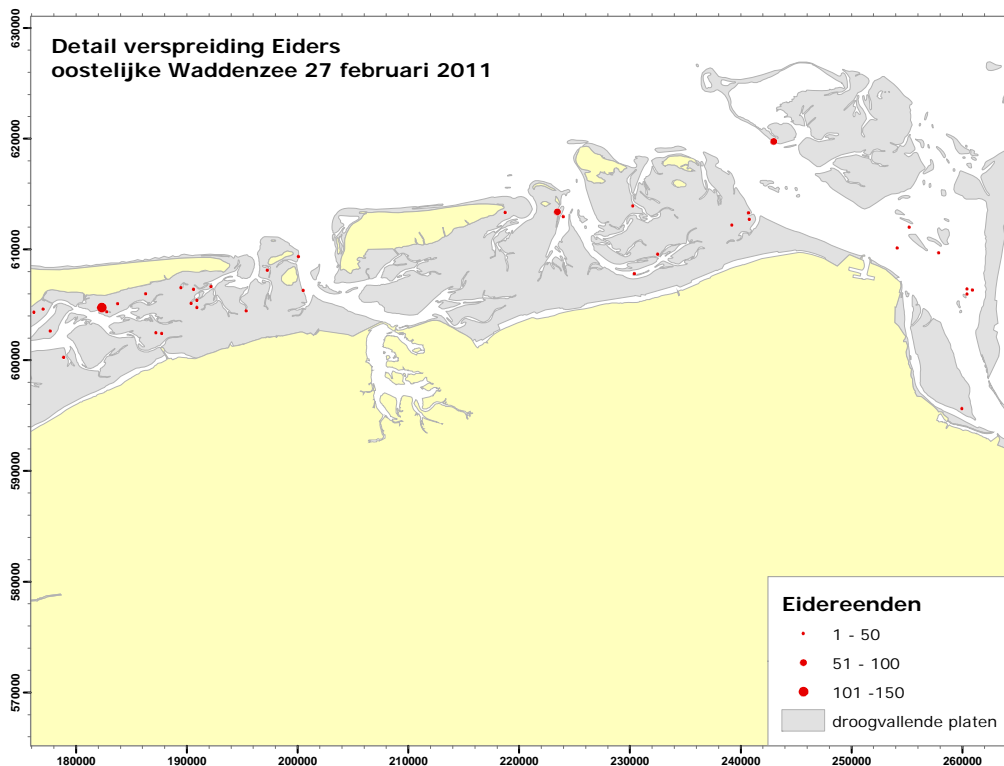 Detail verspreiding Eiders
oostelijke Waddenzee 27 februari 2011
630000
620000
610000
600000
590000
580000
570000
Eidereenden
1 - 50
51 - 100
101 -150
droogvallende platen
180000 190000 200000 210000 220000 230000 240000 250000 260000